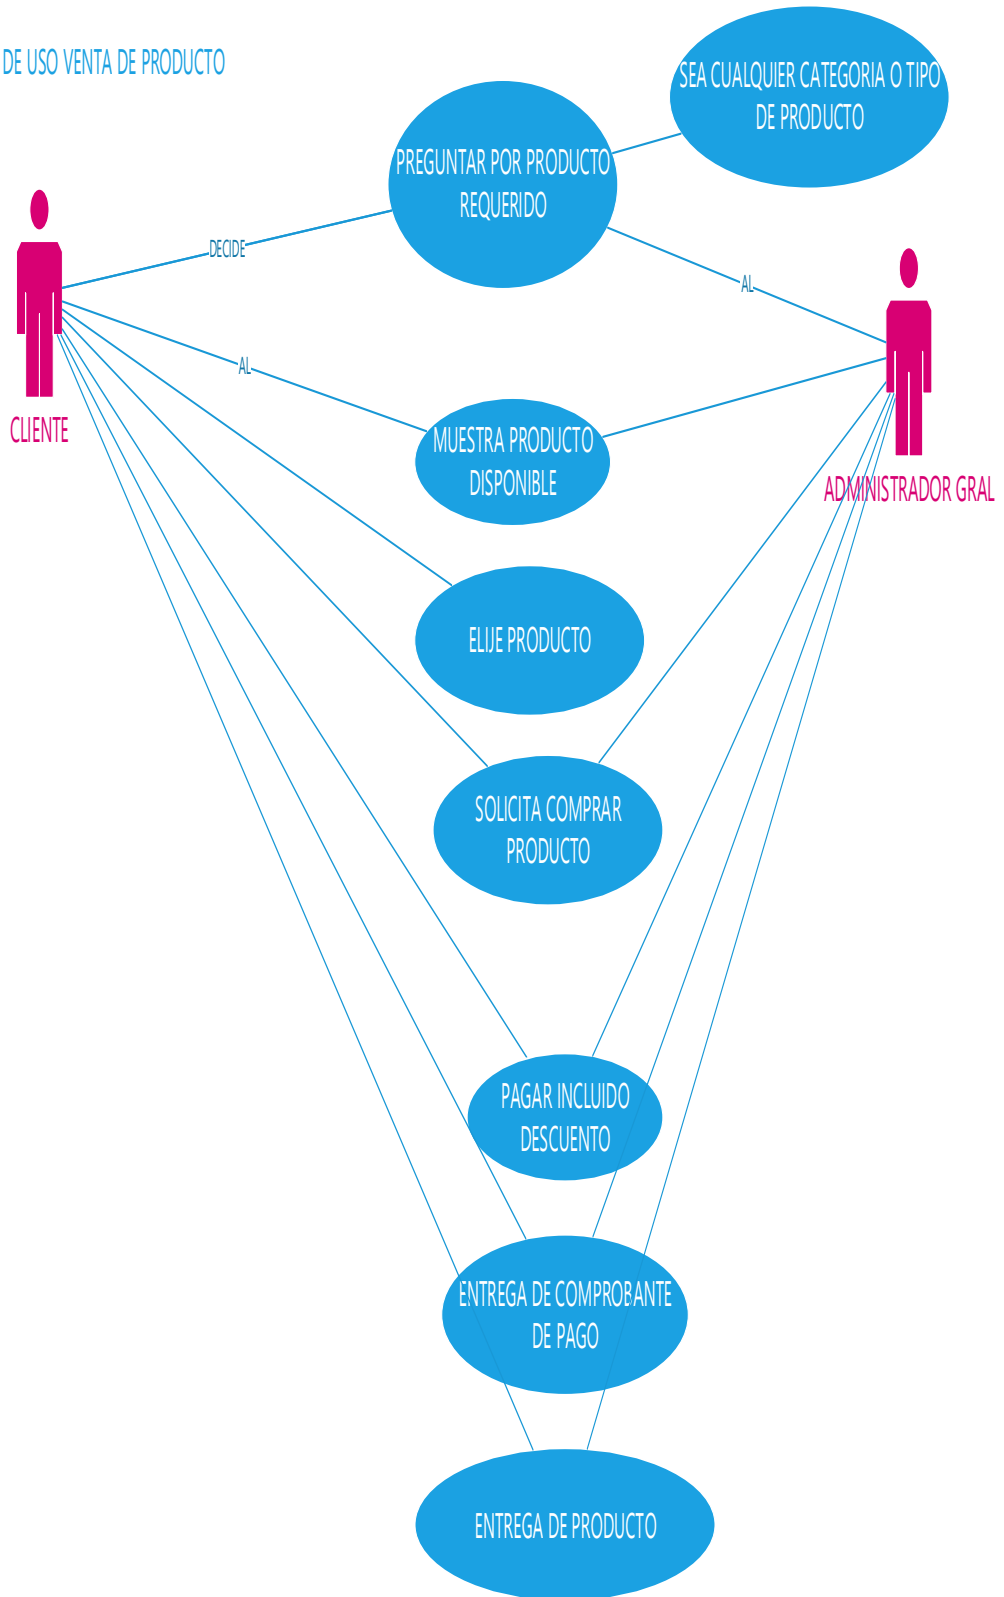 DE USO VENTA DE PRODUCTO
SEA CUALQUIER CATEGORIA O TIPO
DE PRODUCTO
PREGUNTAR POR PRODUCTO
REQUERIDO
DECIDE
AL
AL
CLIENTE
MUESTRA PRODUCTO
DISPONIBLE
ADMINISTRADOR GRAL
ELIJE PRODUCTO
SOLICITA COMPRAR
PRODUCTO
PAGAR INCLUIDO
DESCUENTO
ENTREGA DE COMPROBANTE
DE PAGO
ENTREGA DE PRODUCTO